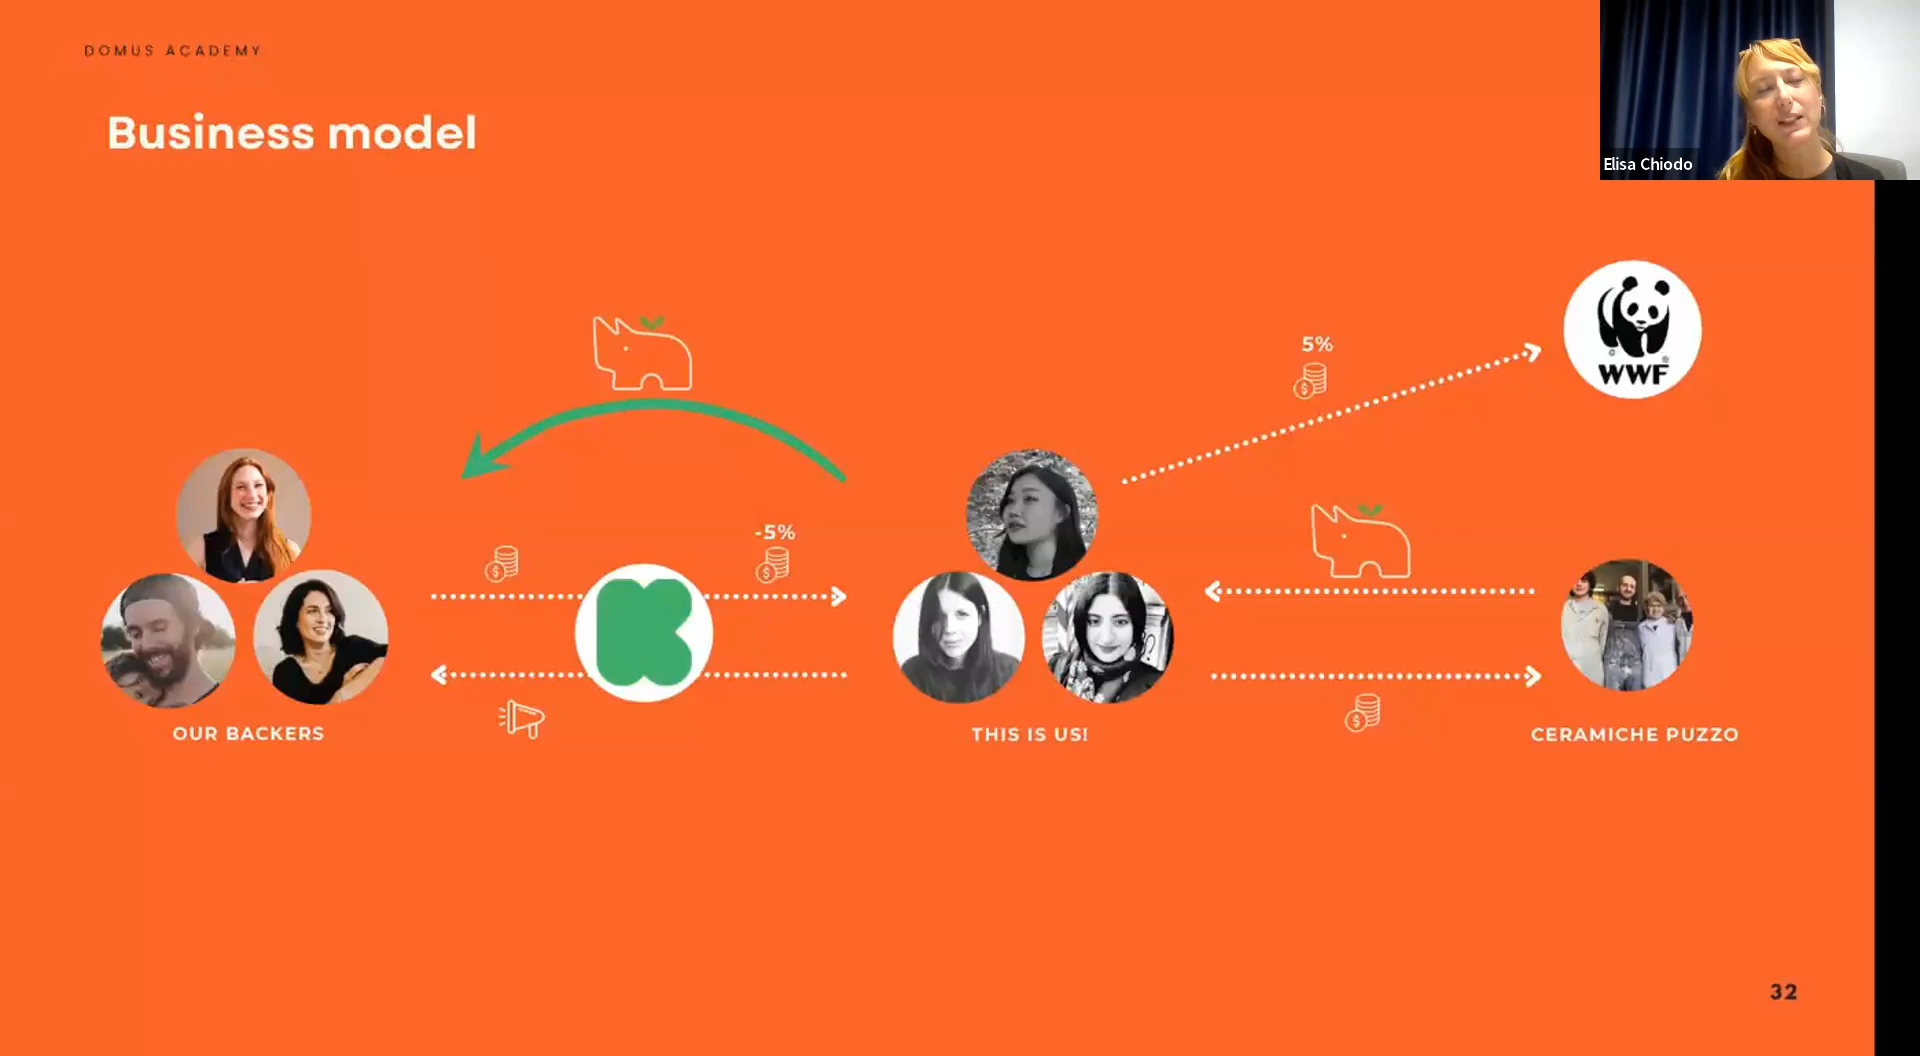 DOMUS ACADEMY
Business model
Elisa Chiodo
5%
WWF
-5%
K
OUR BACKERS
THIS IS US!
CERAMICHE PUZZO
32